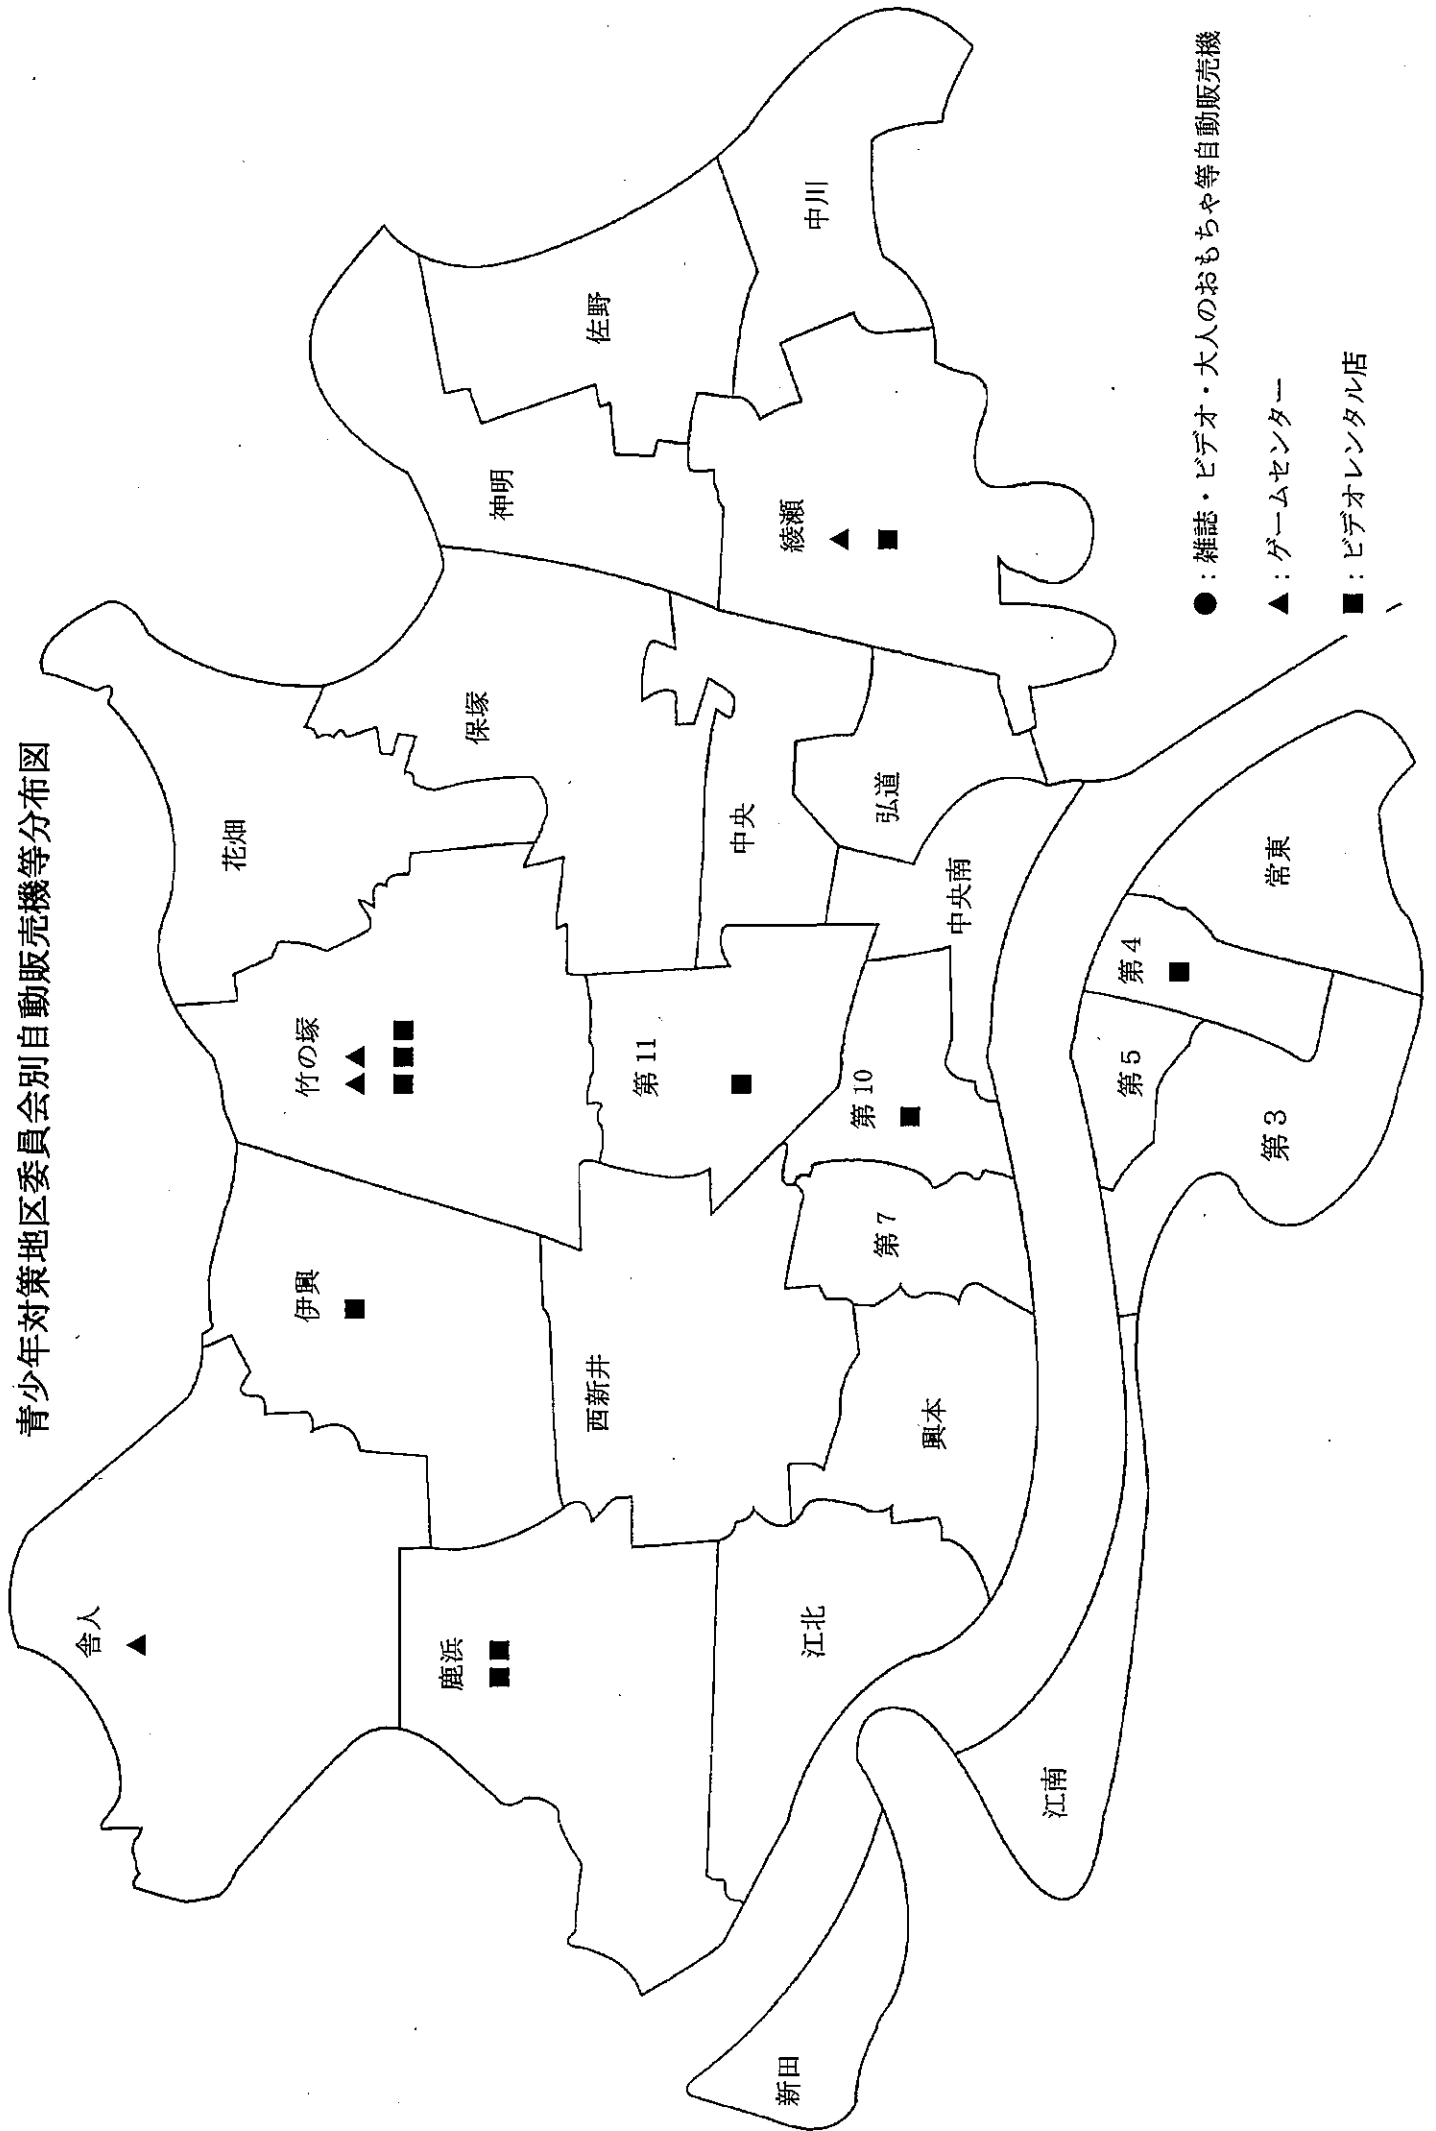 青少年対策地区委員会別自動販売機等分布図
舎人
▲
花畑
伊興
■
竹の塚
▲▲
■■■
鹿浜
■■
保塚
神明
西新井
佐野
第11
■
中央
江北
新田
綾瀬
▲
■
中川
第10
■
第7
弘道
興本
中央南
江南
第4
■
第5
第3
常東
●：雑誌・ビデオ・大人のおもちゃ等自動販売機
▲：ゲームセンター
■：ビデオレンタル店